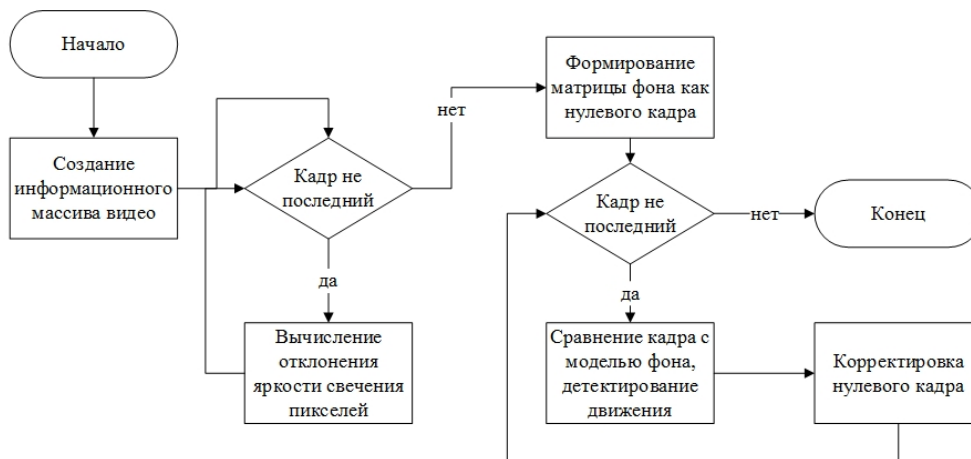 Начало
Создание
информационного
массива видео
Кадр не
последний
нет
да
Вычисление
отклонения
яркости свечения
пикселей
Формирование
матрицы фона как
нулевого кадра
Кадр не
последний
нет
Конец
да
Сравнение кадра с
моделью фона,
детектирование
движения
Корректировка
нулевого кадра